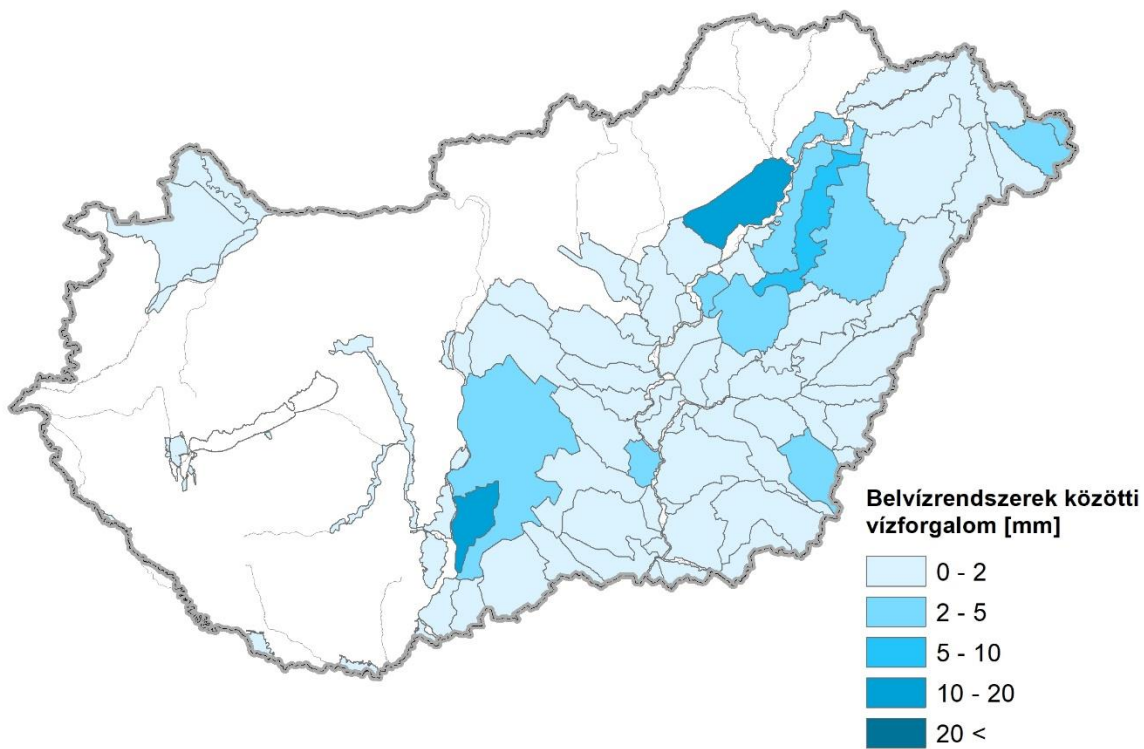 Belvízrendszerek közötti
vízforgalom [mm]
0 - 2
2 - 5
5 - 10
10 - 20
20 <